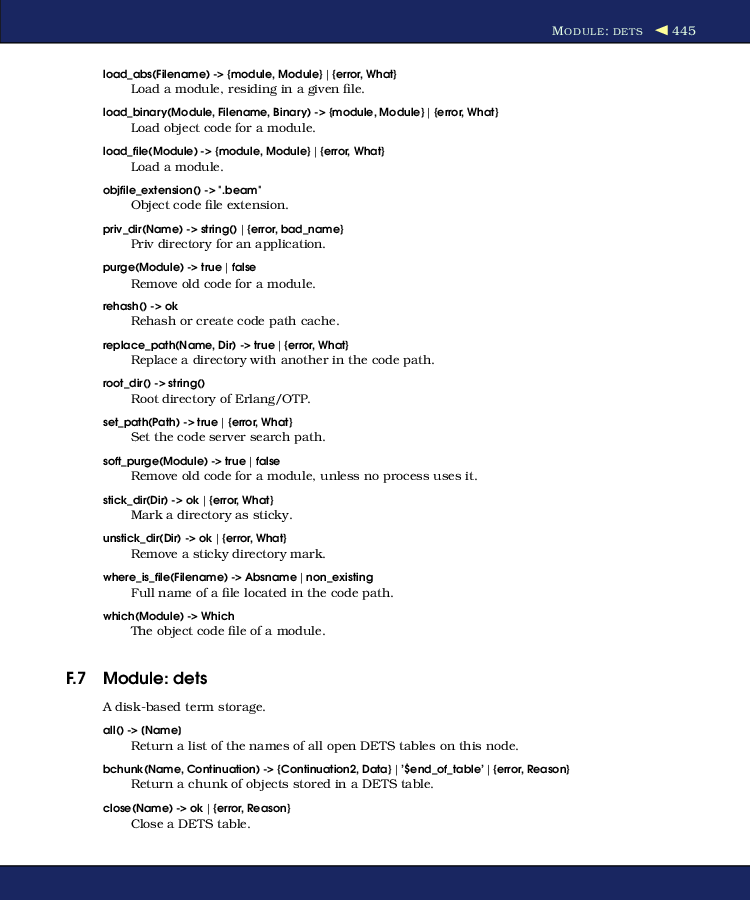 MODULE: DETS ◀ 445
load_abs(Filename) -> {module, Module} | {error, What}
Load a module, residing in a given file.
load_binary(Module, Filename, Binary) -> {module, Module} | {error, What}
Load object code for a module.
load_file(Module) -> {module, Module} | {error, What}
Load a module.
objfile_extension() -> ".beam"
Object code file extension.
priv_dir(Name) -> string() | {error, bad_name}
Priv directory for an application.
purge(Module) -> true | false
Remove old code for a module.
rehash() -> ok
Rehash or create code path cache.
replace_path(Name, Dir) -> true | {error, What}
Replace a directory with another in the code path.
root_dir() -> string()
Root directory of Erlang/OTP.
set_path(Path) -> true | {error, What}
Set the code server search path.
soft_purge(Module) -> true | false
Remove old code for a module, unless no process uses it.
stick_dir(Dir) -> ok | {error, What}
Mark a directory as sticky.
unstick_dir(Dir) -> ok | {error, What}
Remove a sticky directory mark.
where_is_file(Filename) -> Absname | non_existing
Full name of a file located in the code path.
which(Module) -> Which
The object code file of a module.
F.7 Module: dets
A disk-based term storage.
all() -> [Name]
Return a list of the names of all open DETS tables on this node.
bchunk(Name, Continuation) -> {Continuation2, Data} | '$end_of_table' | {error, Reason}
Return a chunk of objects stored in a DETS table.
close(Name) -> ok | {error, Reason}
Close a DETS table.